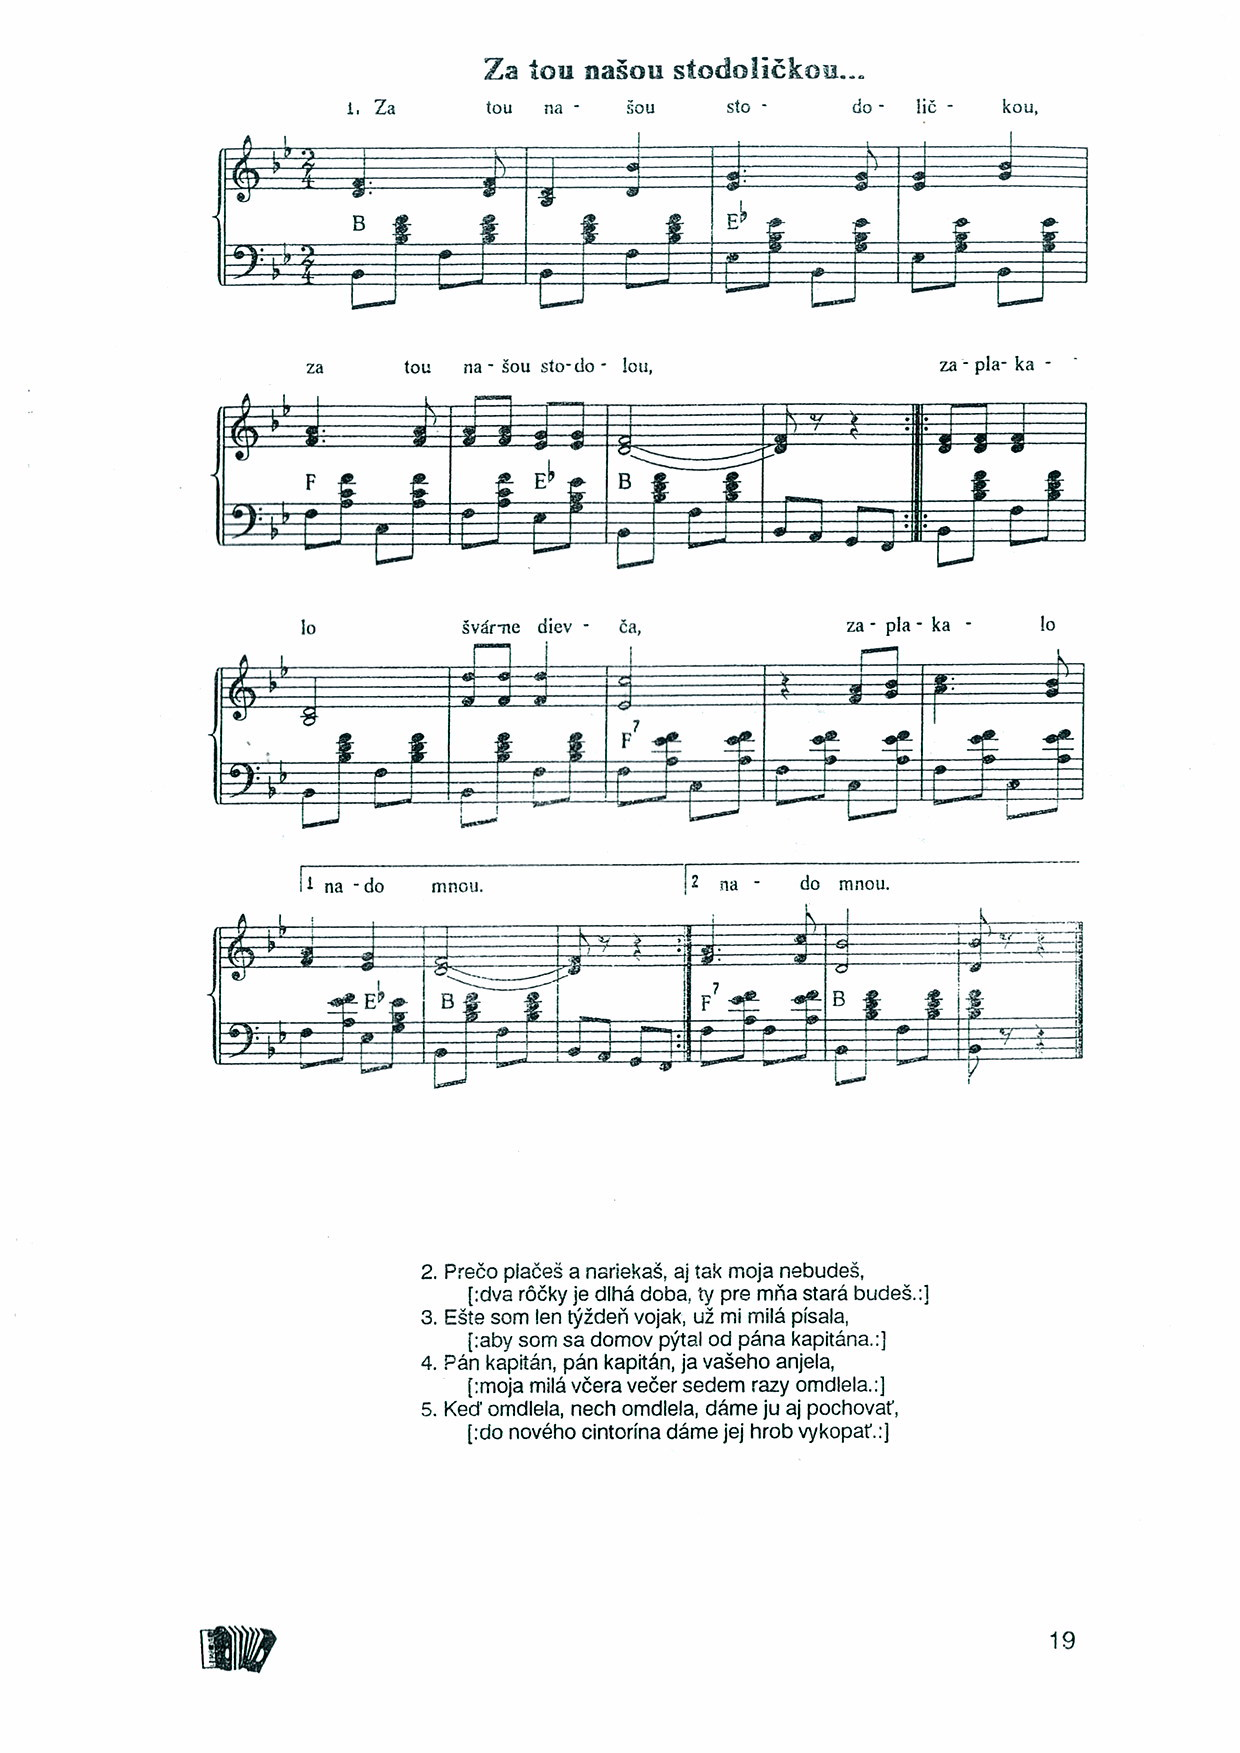 Za tou našou stodoličkou...
1. Za tou na - šou sto - do - lič - kou,
B E♭
za tou na - šou sto-do - lou, za - pla- ka -
F E♭ B
lo švár-ne diev - ča, za - pla - ka - lo
F7
1 na - do mnou. 2 na - do mnou.
E♭ B F7 B
2. Prečo plačeš a nariekaš, aj tak moja nebudeš,
[:dva rôčky je dlhá doba, ty pre mňa stará budeš.:]
3. Ešte som len týždeň vojak, už mi milá písala,
[:aby som sa domov pýtal od pána kapitána.:]
4. Pán kapitán, pán kapitán, ja vašeho anjela,
[:moja milá včera večer sedem razy omdlela.:]
5. Keď omdlela, nech omdlela, dáme ju aj pochovať,
[:do nového cintorína dáme jej hrob vykopať.:]
19